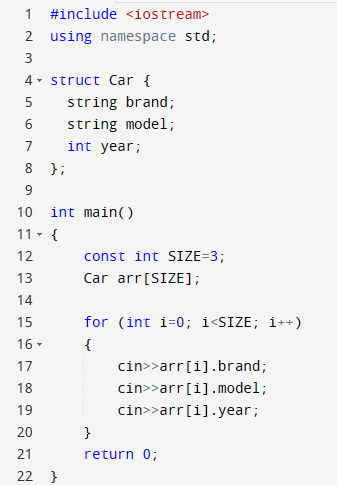 1 #include <iostream>
2 using namespace std;
3
4 struct Car {
5   string brand;
6   string model;
7   int year;
8 };
9
10 int main()
11 {
12     const int SIZE=3;
13     Car arr[SIZE];
14
15     for (int i=0; i<SIZE; i++)
16     {
17         cin>>arr[i].brand;
18         cin>>arr[i].model;
19         cin>>arr[i].year;
20     }
21     return 0;
22 }